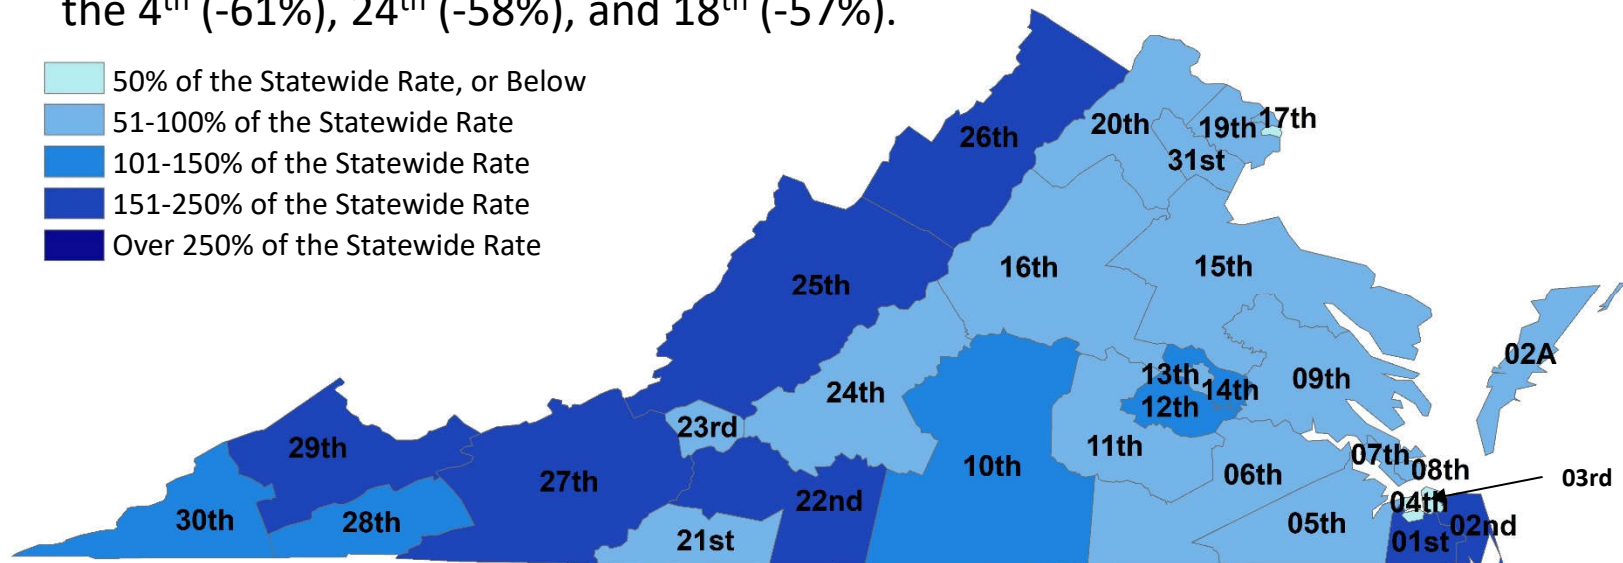 the 4th (-61%), 24th (-58%), and 18th (-57%).
50% of the Statewide Rate, or Below
51-100% of the Statewide Rate
101-150% of the Statewide Rate
151-250% of the Statewide Rate
Over 250% of the Statewide Rate
26th
20th
19th
17th
31st
25th
16th
15th
02A
24th
13th
14th
12th
09th
23rd
29th
11th
10th
27th
07th
08th
06th
03rd
30th
28th
22nd
04th
05th
02nd
21st
01st